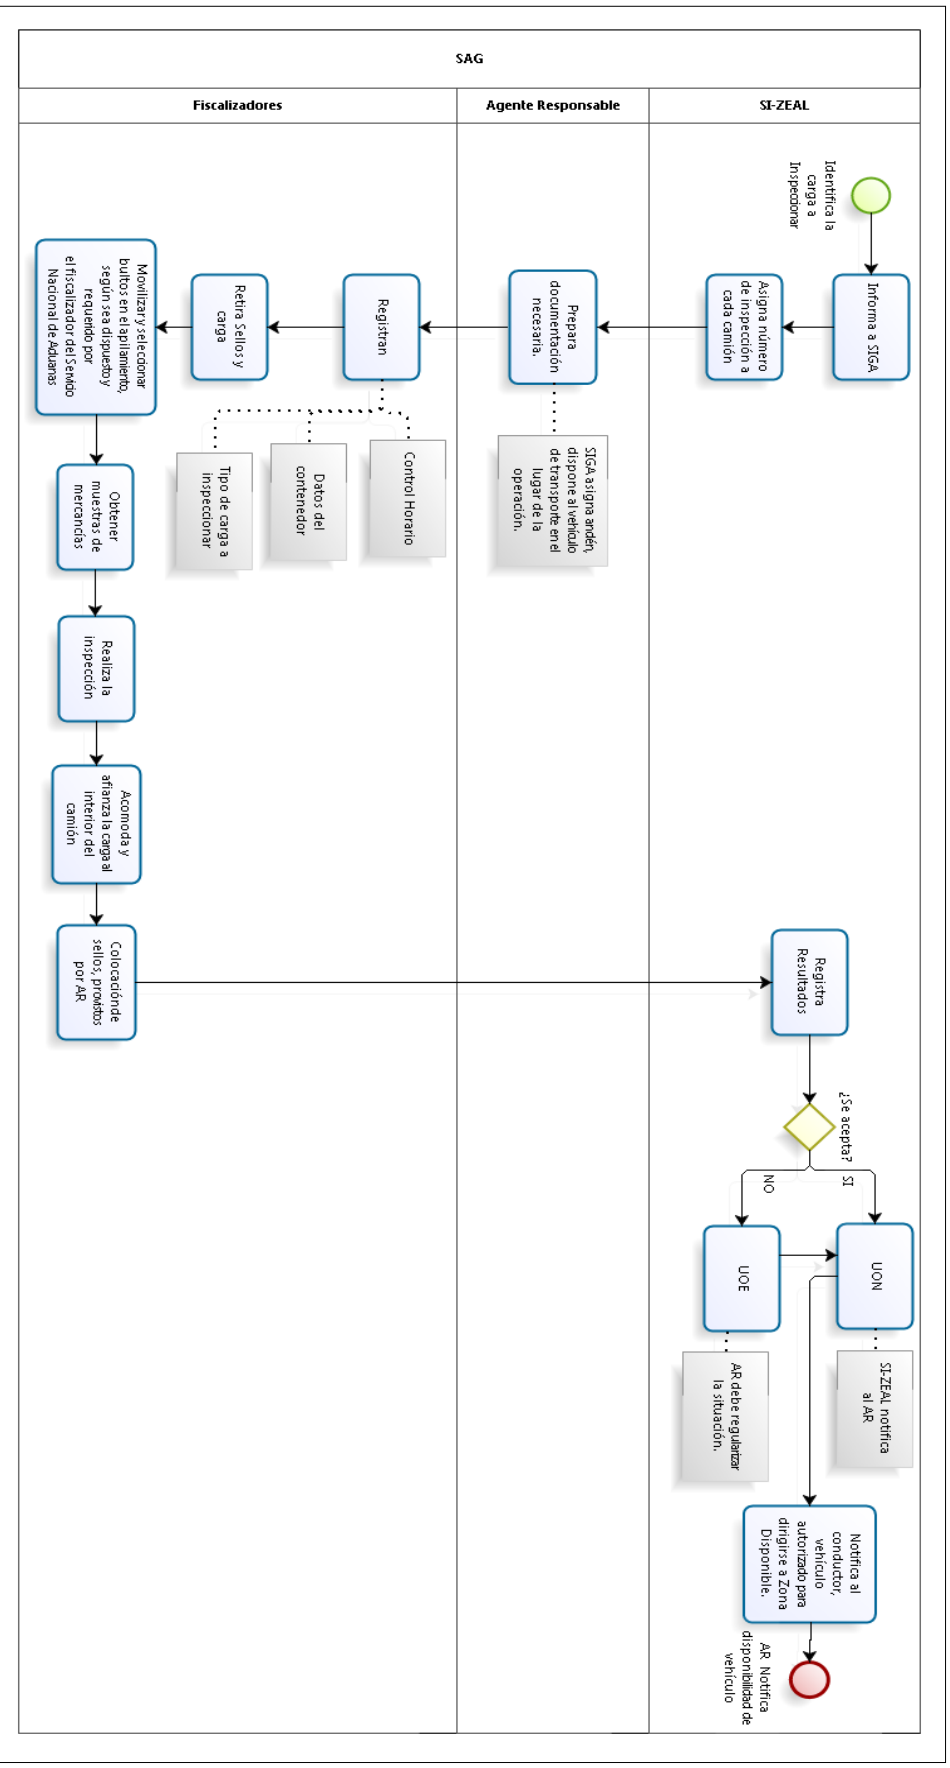 SAG
Fiscalizadores
Agente Responsable
SI-ZEAL
Identifica la
carga a
Inspeccionar
Informa a SIGA
Asigna número
de inspección a
cada camión
Prepara
documentación
necesaria.
SIGA asigna andén,
dispone al vehículo
de transporte en el
lugar de la
operación.
Registran
Control Horario
Datos del
contenedor
Tipo de carga a
inspeccionar
Retira Sellos y
carga
Movilizar y seleccionar
bultos en el apilamiento,
según sea dispuesto y
requerido por
el fiscalizador del Servicio
Nacional de Aduanas
Obtener
muestras de
mercancías
Realiza la
inspección
Acomoda y
afianza la carga al
interior del
camión
Colocaciónde
sellos, provistos
por AR
Registra
Resultados
¿Se acepta?
SI
NO
UON
UOE
SI-ZEAL notifica
al AR
AR debe regularizar
la situación.
Notifica al
conductor,
vehículo
autorizado para
dirigirse a Zona
Disponible.
AR Notifica
disponibilidad de
vehículo